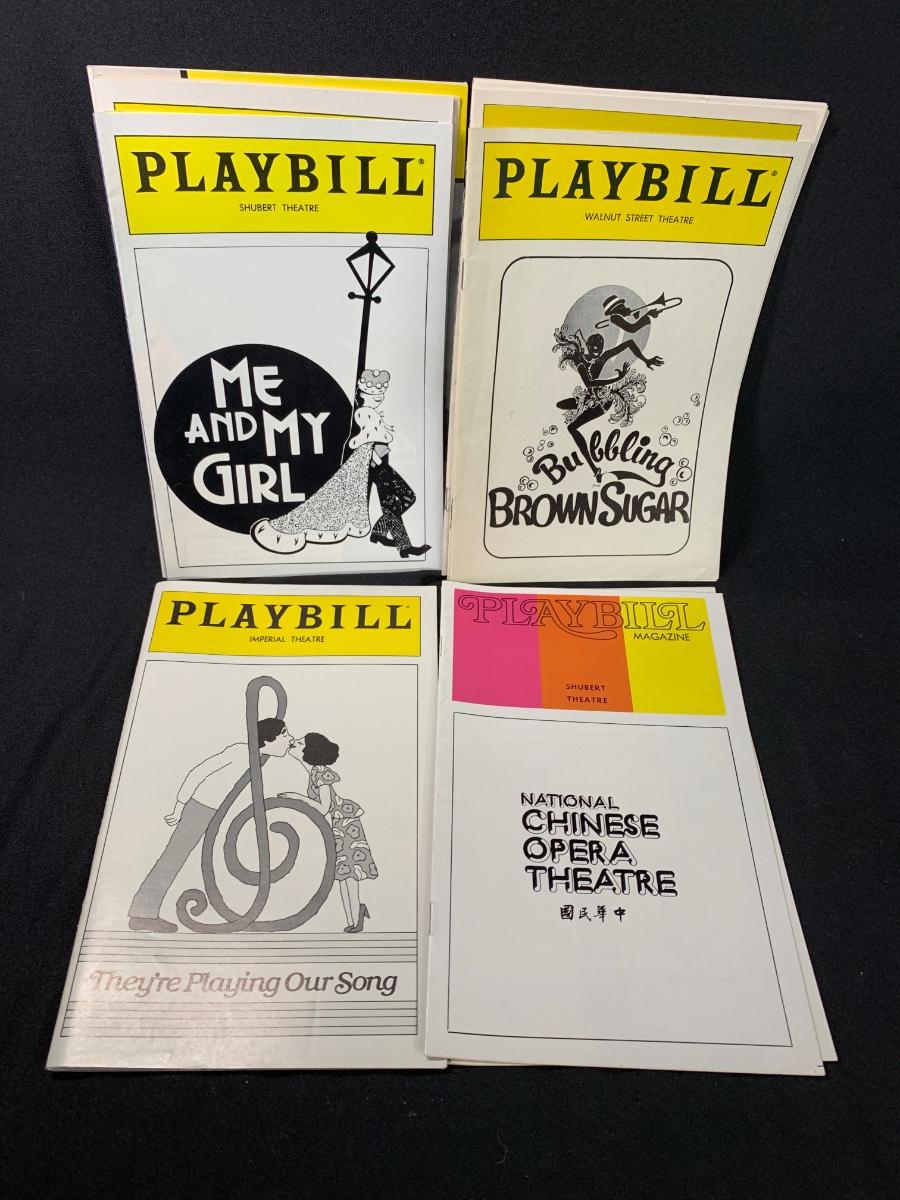 PLAYBILL®
SHUBERT THEATRE
ME
AND MY
GIRL
PLAYBILL®
WALNUT STREET THEATRE
Bubbling
BROWN SUGAR
PLAYBILL®
IMPERIAL THEATRE
They're Playing Our Song
PLAYBILL
MAGAZINE
SHUBERT
THEATRE
NATIONAL
CHINESE
OPERA
THEATRE
國民華中